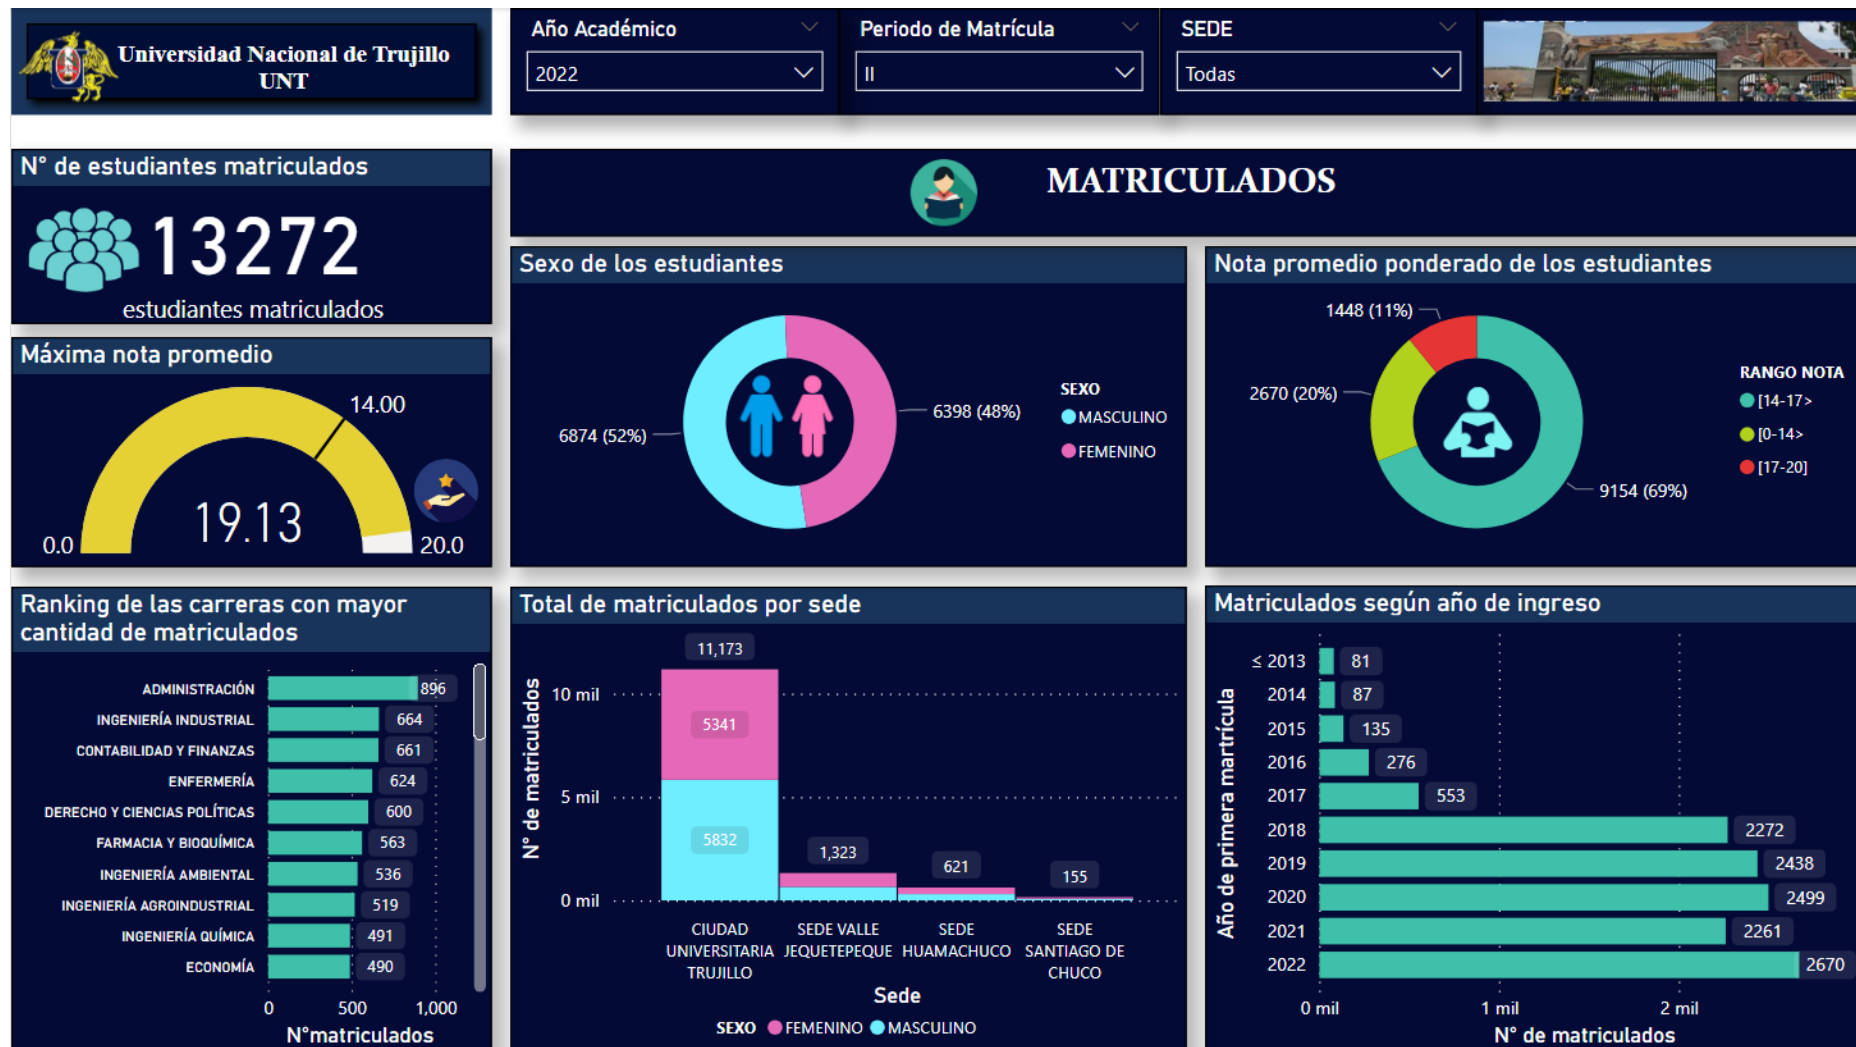 Universidad Nacional de Trujillo
UNT
Año Académico
2022
Periodo de Matrícula
II
SEDE
Todas
N° de estudiantes matriculados
13272
estudiantes matriculados
MATRICULADOS
Máxima nota promedio
14.00
19.13
0.0
20.0
Sexo de los estudiantes
6874 (52%)
6398 (48%)
SEXO
MASCULINO
FEMENINO
Nota promedio ponderado de los estudiantes
1448 (11%)
2670 (20%)
9154 (69%)
RANGO NOTA
[14-17>
[0-14>
[17-20]
Ranking de las carreras con mayor
cantidad de matriculados
ADMINISTRACIÓN 896
INGENIERÍA INDUSTRIAL 664
CONTABILIDAD Y FINANZAS 661
ENFERMERÍA 624
DERECHO Y CIENCIAS POLÍTICAS 600
FARMACIA Y BIOQUÍMICA 563
INGENIERÍA AMBIENTAL 536
INGENIERÍA AGROINDUSTRIAL 519
INGENIERÍA QUÍMICA 491
ECONOMÍA 490
0 500 1,000
N°matriculados
Total de matriculados por sede
N° de matriculados
10 mil
5 mil
0 mil
11,173
5341
5832
1,323
621
155
CIUDAD
UNIVERSITARIA
TRUJILLO
SEDE VALLE
JEQUETEPEQUE
SEDE
HUAMACHUCO
SEDE
SANTIAGO DE
CHUCO
Sede
SEXO FEMENINO MASCULINO
Matriculados según año de ingreso
Año de primera martrícula
≤ 2013 81
2014 87
2015 135
2016 276
2017 553
2018 2272
2019 2438
2020 2499
2021 2261
2022 2670
0 mil 1 mil 2 mil
N° de matriculados